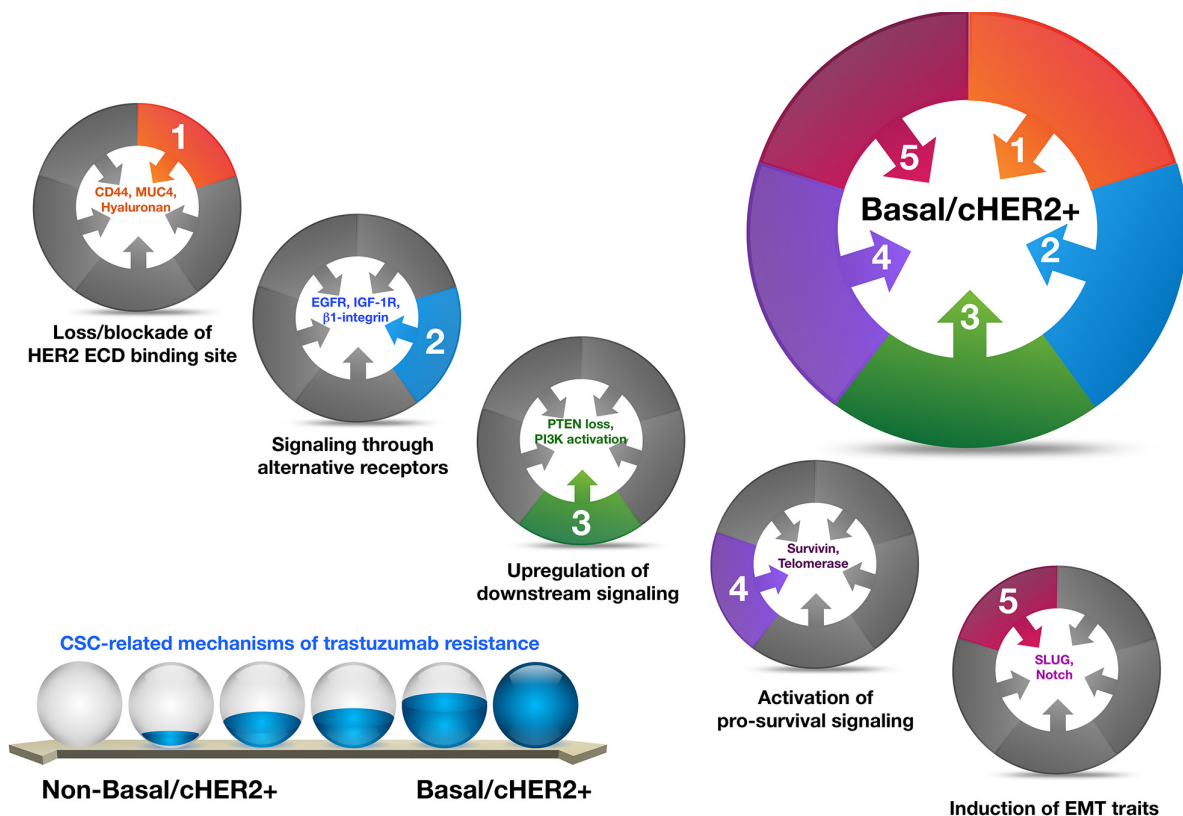 1
CD44, MUC4,
Hyaluronan
Loss/blockade of
HER2 ECD binding site
EGFR, IGF-1R,
β1-integrin
2
Signaling through
alternative receptors
PTEN loss,
PI3K activation
3
Upregulation of
downstream signaling
Survivin,
Telomerase
4
Activation of
pro-survival signaling
5
SLUG,
Notch
Induction of EMT traits
5
1
Basal/cHER2+
4
2
3
CSC-related mechanisms of trastuzumab resistance
Non-Basal/cHER2+
Basal/cHER2+